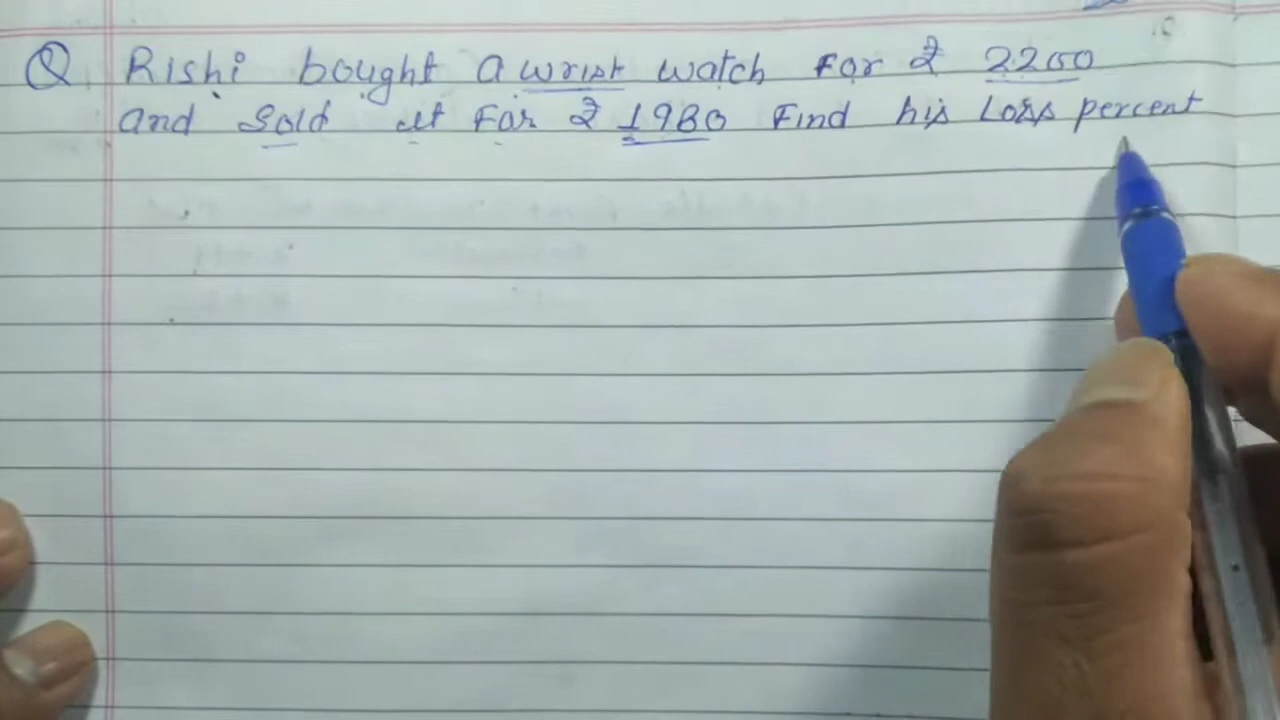 Q Rishi bought a wrist watch for ₹ 2200
and sold it for ₹ 1980 Find his Loss percent